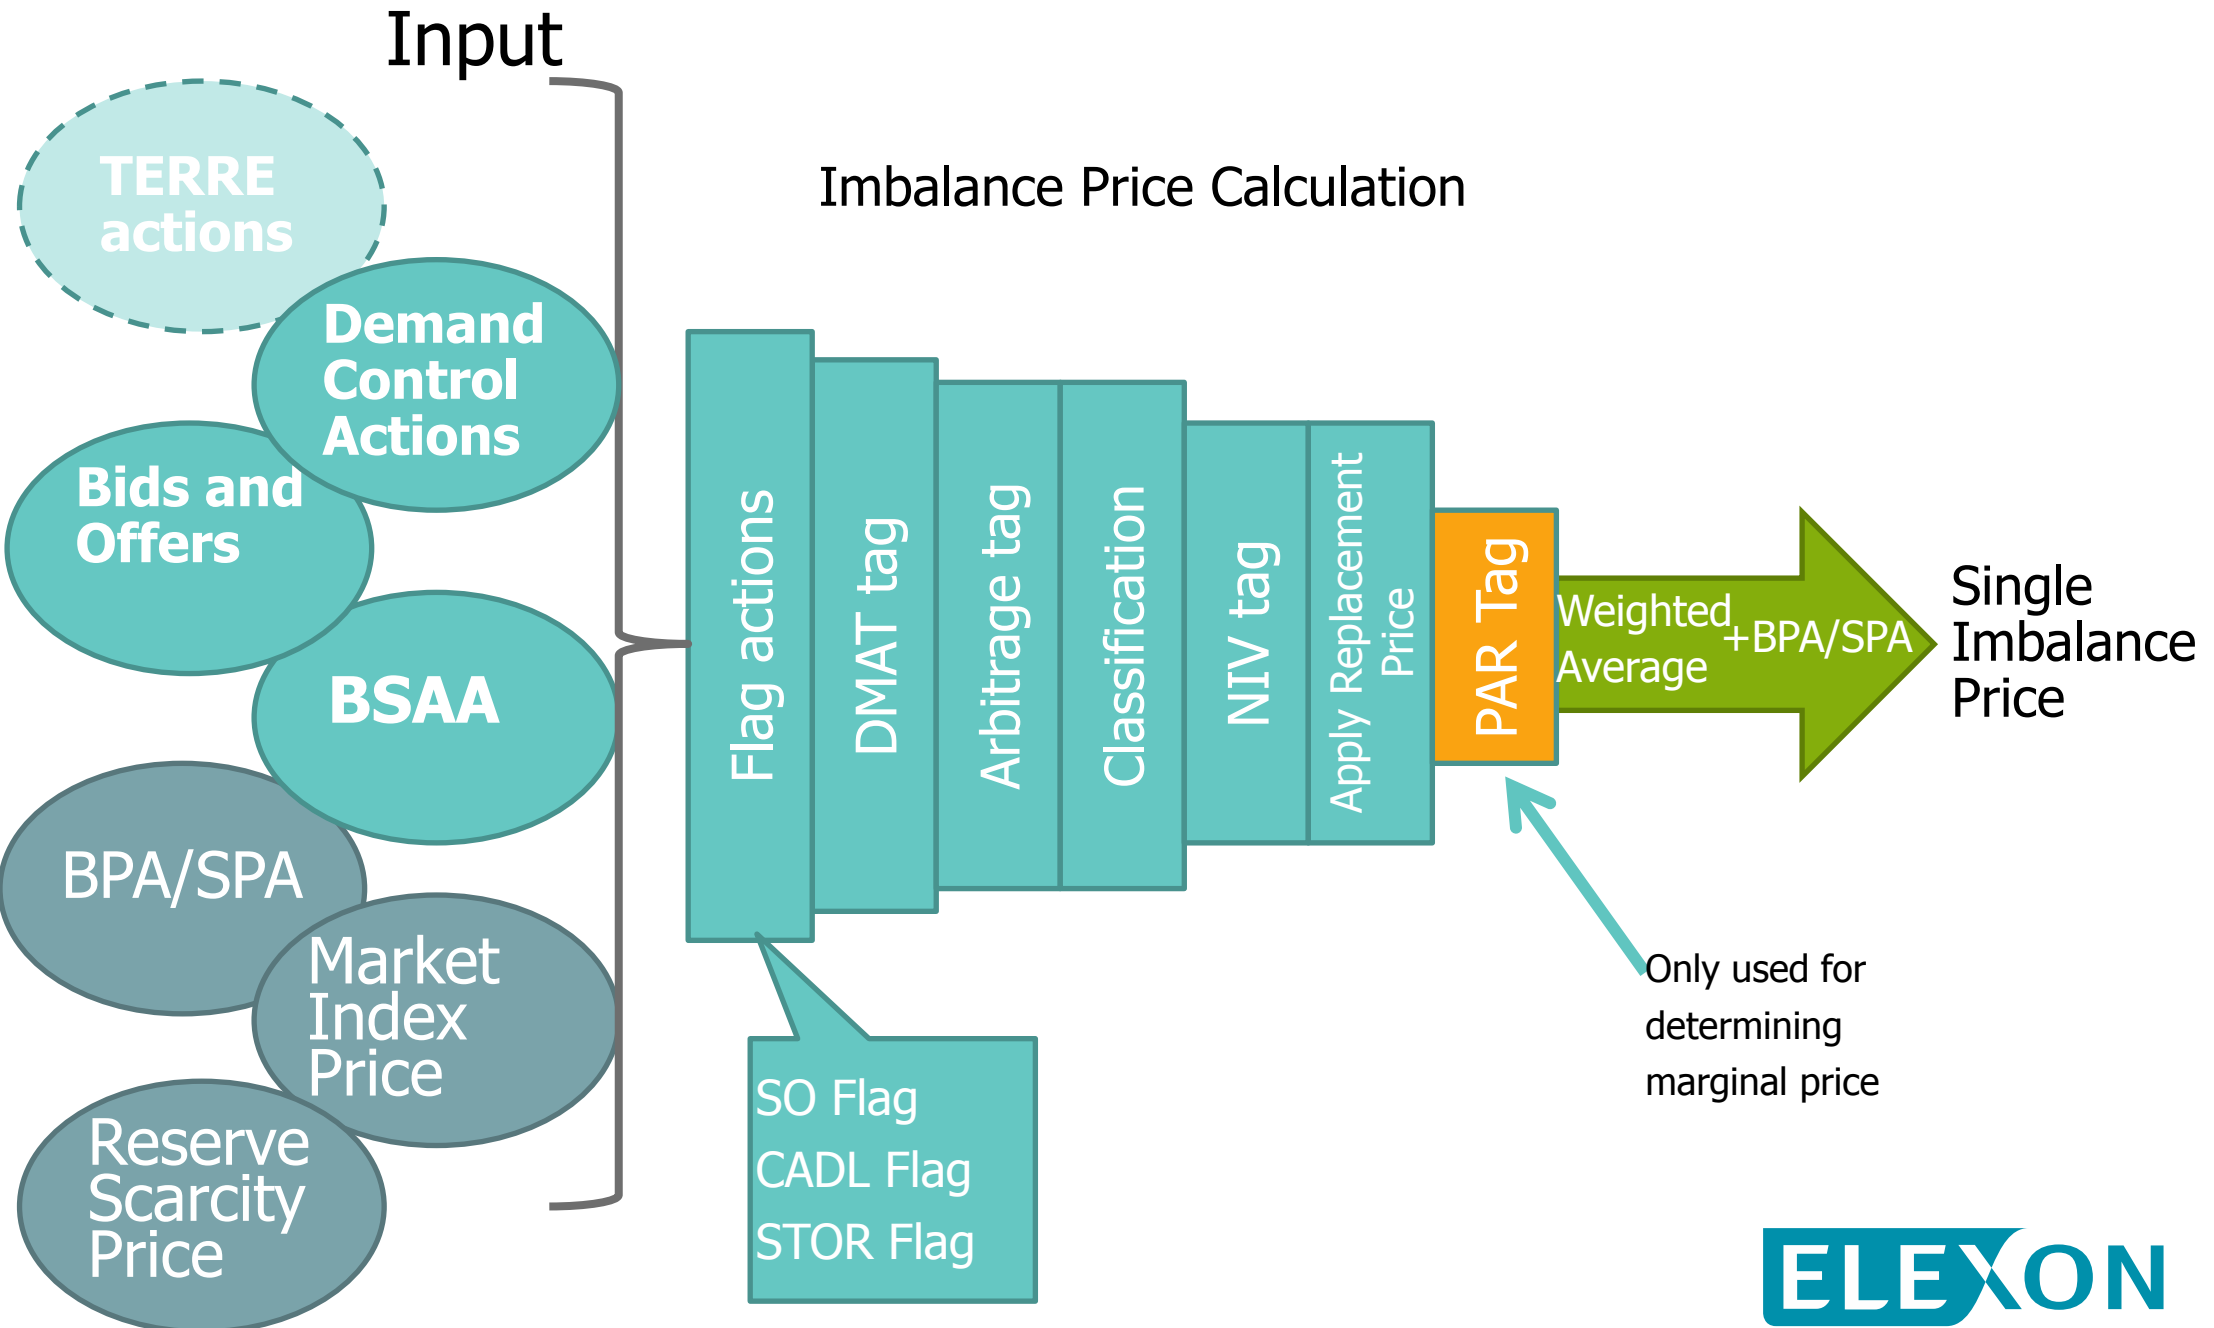 Input
TERRE
actions
Demand
Control
Actions
Bids and
Offers
BSAA
BPA/SPA
Market
Index
Price
Reserve
Scarcity
Price
Imbalance Price Calculation
Flag actions
DMAT tag
Arbitrage tag
Classification
NIV tag
Apply Replacement
Price
PAR Tag
Weighted
Average
+BPA/SPA
Single
Imbalance
Price
SO Flag
CADL Flag
STOR Flag
Only used for
determining
marginal price
ELEXON